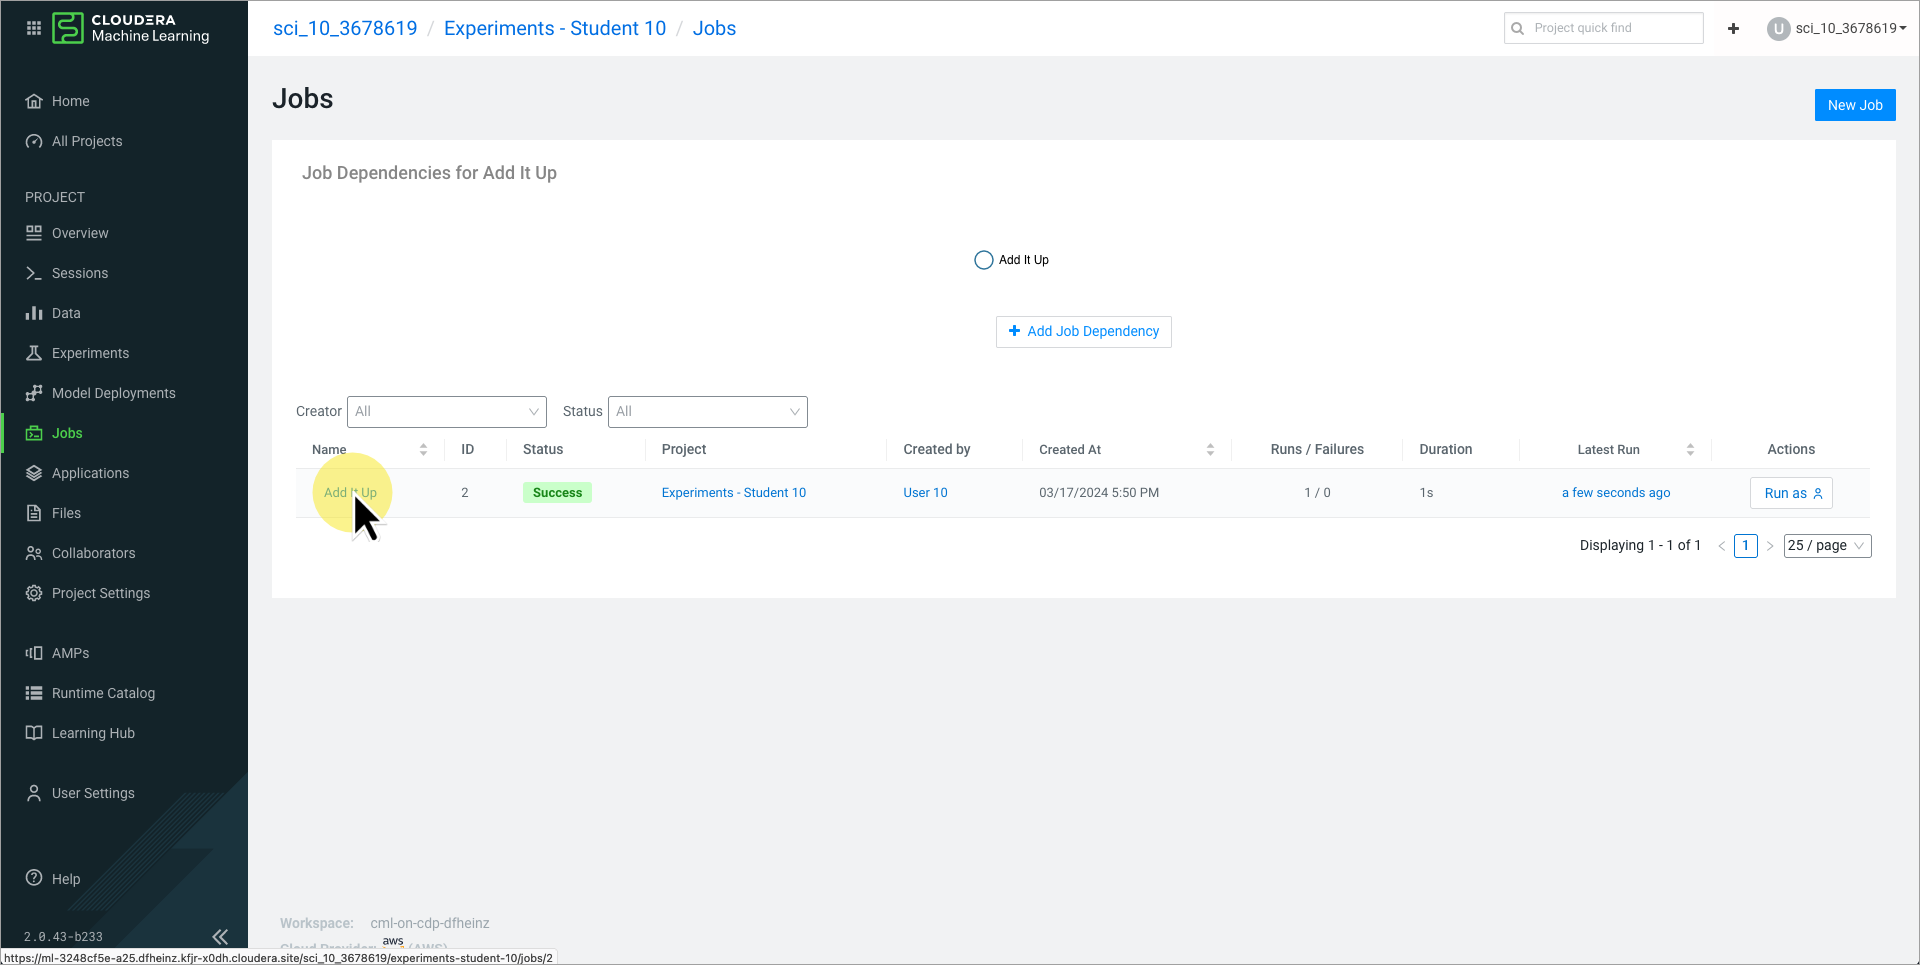 CLOUDERA
Machine Learning
sci_10_3678619 / Experiments - Student 10 / Jobs
Project quick find
U sci_10_3678619
Home
All Projects
PROJECT
Overview
Sessions
Data
Experiments
Model Deployments
Jobs
Applications
Files
Collaborators
Project Settings
AMPs
Runtime Catalog
Learning Hub
User Settings
Help
2.0.43-b233
Jobs
New Job
Job Dependencies for Add It Up
Add It Up
+ Add Job Dependency
Creator All Status All
Name ID Status Project Created by Created At Runs / Failures Duration Latest Run Actions
Add It Up 2 Success Experiments - Student 10 User 10 03/17/2024 5:50 PM 1 / 0 1s a few seconds ago Run as
Displaying 1 - 1 of 1 < 1 > 25 / page
Workspace: cml-on-cdp-dfheinz
Cloud Provider: aws (AWS)
https://ml-3248cf5e-a25.dfheinz.kfjr-x0dh.cloudera.site/sci_10_3678619/experiments-student-10/jobs/2